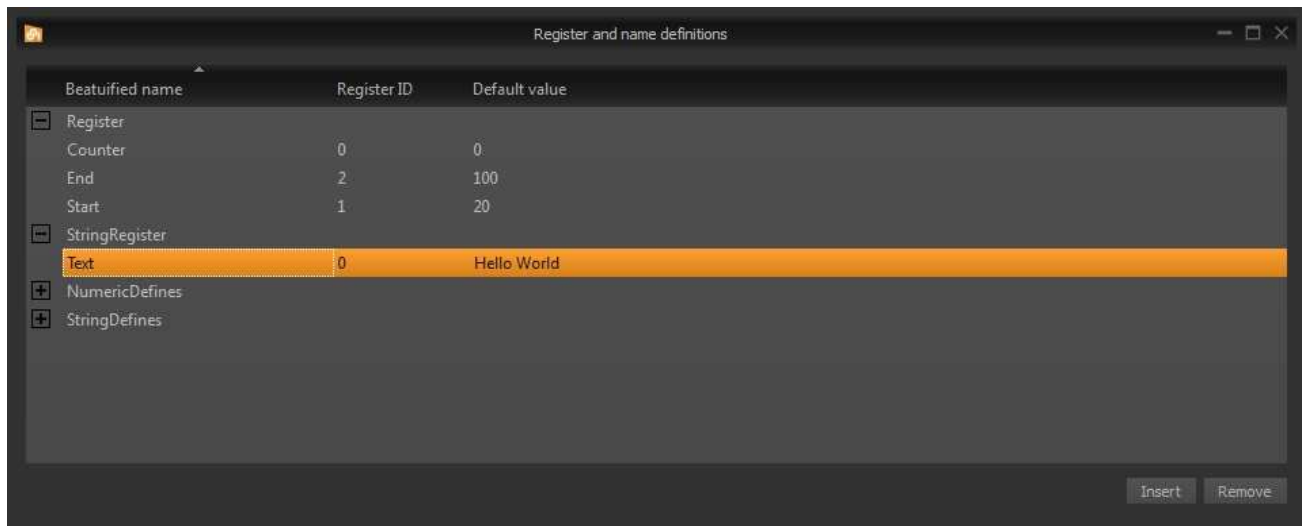 Register and name definitions
Beatuified name Register ID Default value
Register
Counter 0 0
End 2 100
Start 1 20
StringRegister
Text 0 Hello World
NumericDefines
StringDefines
Insert Remove